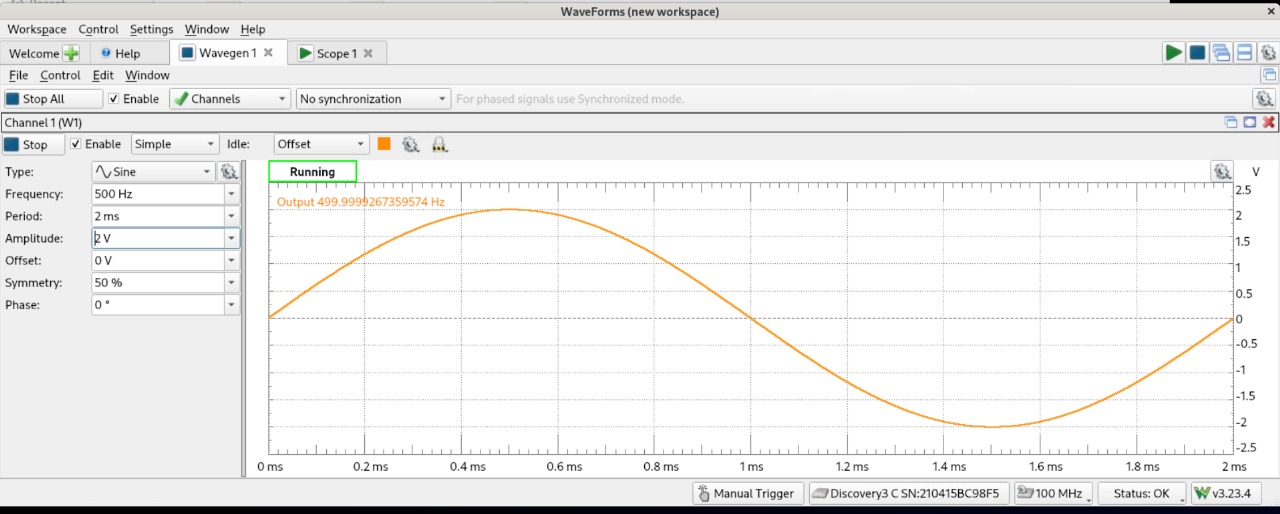 WaveForms (new workspace)
Workspace Control Settings Window Help
Welcome Help Wavegen 1 Scope 1
File Control Edit Window
Stop All Enable Channels No synchronization For phased signals use Synchronized mode.
Channel 1 (W1)
Stop Enable Simple Idle: Offset
Type: Sine
Frequency: 500 Hz
Period: 2 ms
Amplitude: 2 V
Offset: 0 V
Symmetry: 50 %
Phase: 0 °
Running
V
Output 499.9999267359574 Hz
2.5
2
1.5
1
0.5
0
-0.5
-1
-1.5
-2
-2.5
0 ms 0.2 ms 0.4 ms 0.6 ms 0.8 ms 1 ms 1.2 ms 1.4 ms 1.6 ms 1.8 ms 2 ms
Manual Trigger Discovery3 C SN:210415BC98F5 100 MHz Status: OK v3.23.4